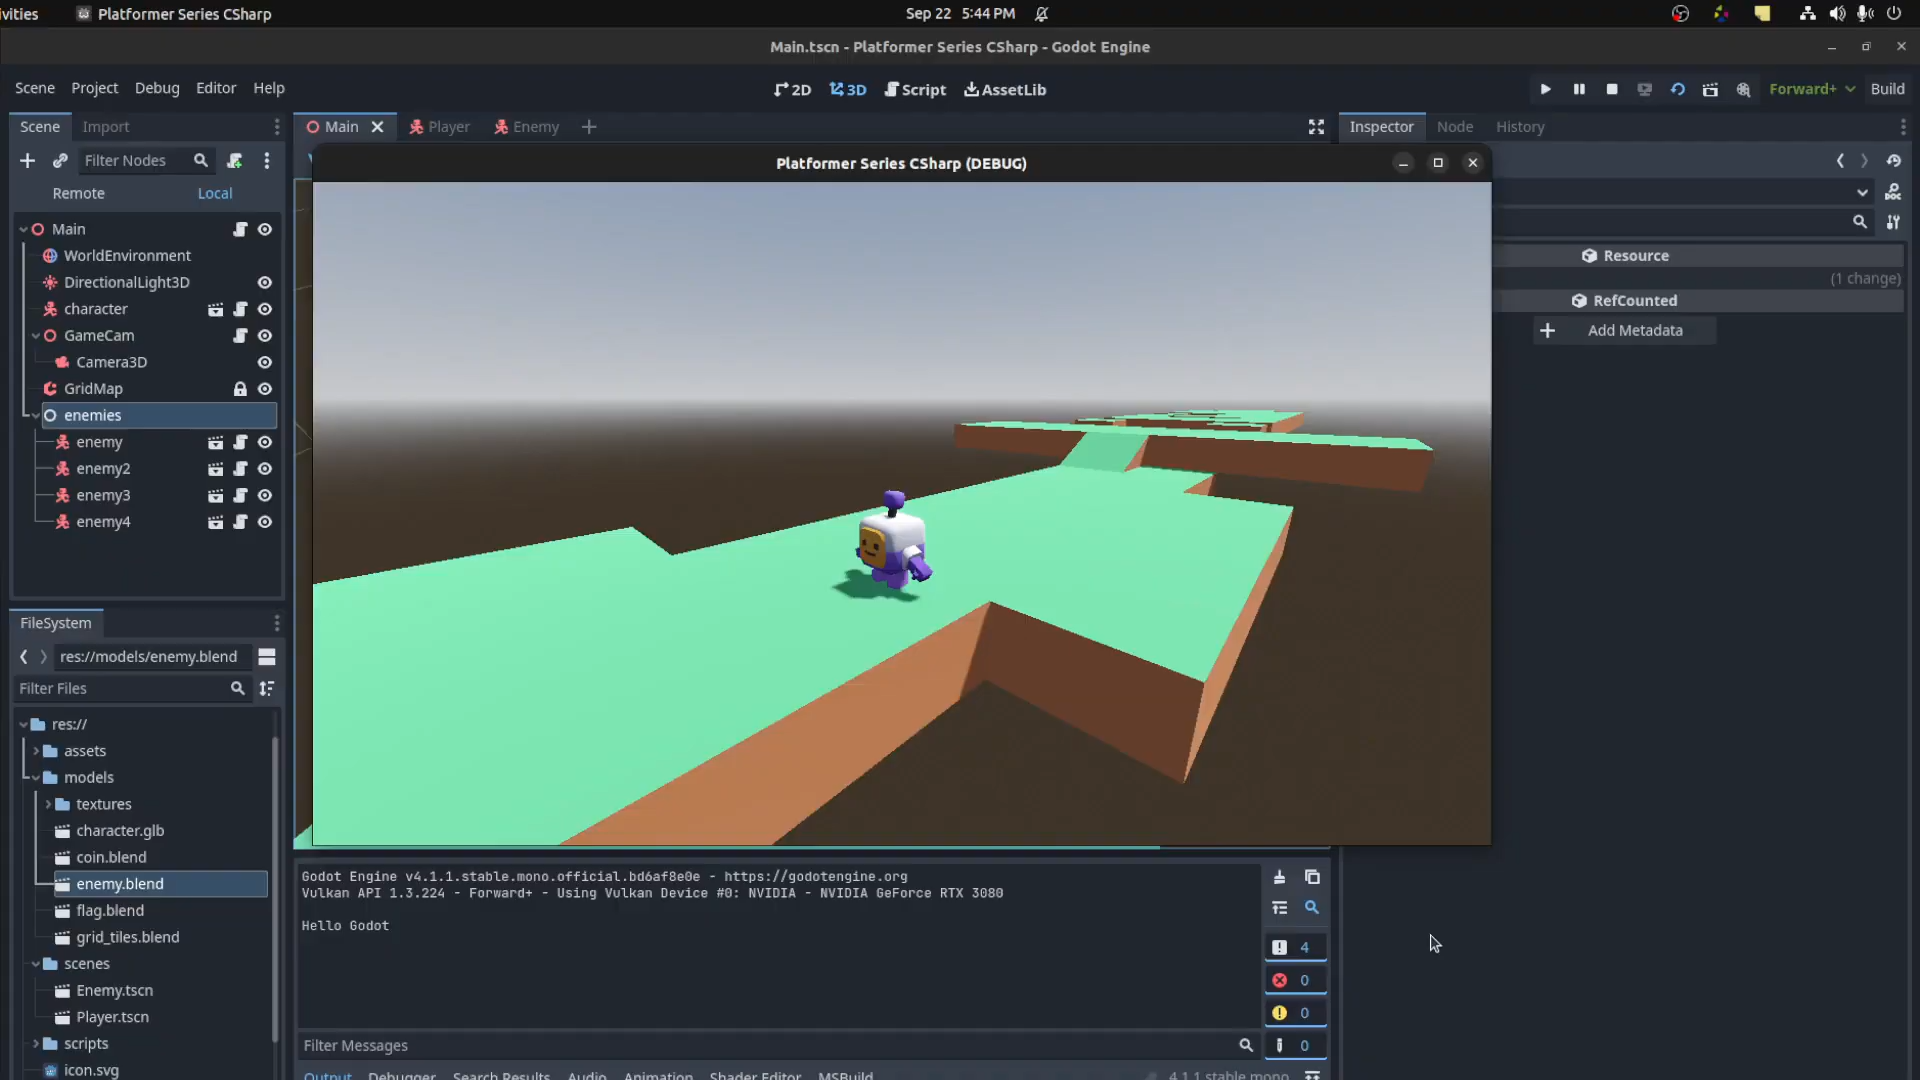 ivities
Platformer Series CSharp
Sep 22 5:44 PM
Main.tscn - Platformer Series CSharp - Godot Engine
Scene Project Debug Editor Help
2D 3D Script AssetLib
Forward+ Build
Scene Import
Main Player Enemy
Inspector Node History
Filter Nodes
Platformer Series CSharp (DEBUG)
Remote Local
DOC
Main
WorldEnvironment
DirectionalLight3D
character
GameCam
Camera3D
GridMap
enemies
enemy
enemy2
enemy3
enemy4
Resource
(1 change)
RefCounted
Add Metadata
FileSystem
res://models/enemy.blend
Filter Files
res://
assets
models
textures
character.glb
coin.blend
enemy.blend
flag.blend
grid_tiles.blend
scenes
Enemy.tscn
Player.tscn
scripts
icon.svg
Godot Engine v4.1.1.stable.mono.official.bd6af8e0e - https://godotengine.org
Vulkan API 1.3.224 - Forward+ - Using Vulkan Device #0: NVIDIA - NVIDIA GeForce RTX 3080
Hello Godot
4
0
0
0
Filter Messages
Output Debugger Search Results Audio Animation Shader Editor MSBuild
4.1.1.stable.mono